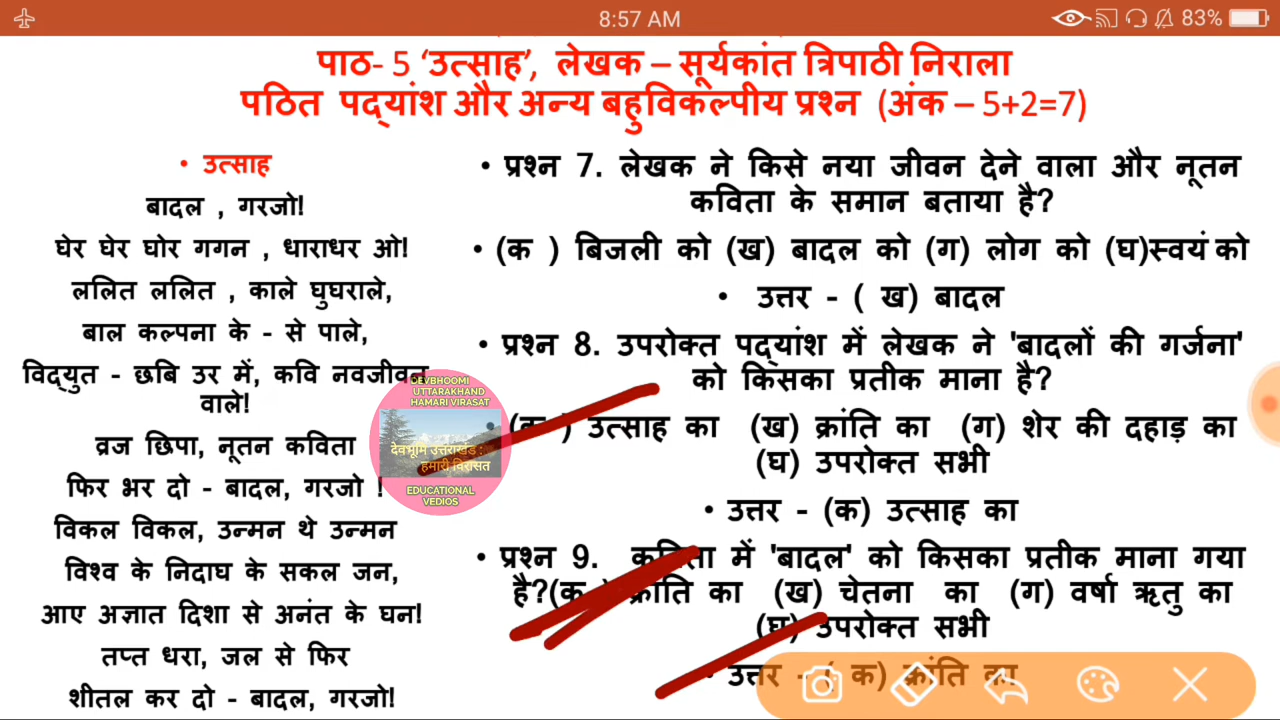 8:57 AM
83%
पाठ- 5 ‘उत्साह’, लेखक – सूर्यकांत त्रिपाठी निराला
पठित पद्यांश और अन्य बहुविकल्पीय प्रश्न (अंक – 5+2=7)
• उत्साह
बादल , गरजो!
घेर घेर घोर गगन , धाराधर ओ!
ललित ललित , काले घुघराले,
बाल कल्पना के - से पाले,
विद्युत - छबि उर में, कवि नवजीवन
वाले!
व्रज छिपा, नूतन कविता
फिर भर दो - बादल, गरजो !
विकल विकल, उन्मन थे उन्मन
विश्व के निदाघ के सकल जन,
आए अज्ञात दिशा से अनंत के घन!
तप्त धरा, जल से फिर
शीतल कर दो - बादल, गरजो!
DEVBHOOMI
UTTARAKHAND
HAMARI VIRASAT
देवभूमि उत्तराखंड :
हमारी विरासत
EDUCATIONAL
VEDIOS
• प्रश्न 7. लेखक ने किसे नया जीवन देने वाला और नूतन
कविता के समान बताया है?
• (क ) बिजली को (ख) बादल को (ग) लोग को (घ)स्वयं को
• उत्तर - ( ख) बादल
• प्रश्न 8. उपरोक्त पद्यांश में लेखक ने 'बादलों की गर्जना'
को किसका प्रतीक माना है?
(क ) उत्साह का (ख) क्रांति का (ग) शेर की दहाड़ का
(घ) उपरोक्त सभी
• उत्तर - (क) उत्साह का
• प्रश्न 9. कविता में 'बादल' को किसका प्रतीक माना गया
है?(क ) क्रांति का (ख) चेतना का (ग) वर्षा ऋतु का
(घ) उपरोक्त सभी
• उत्तर - ( क) क्रांति का